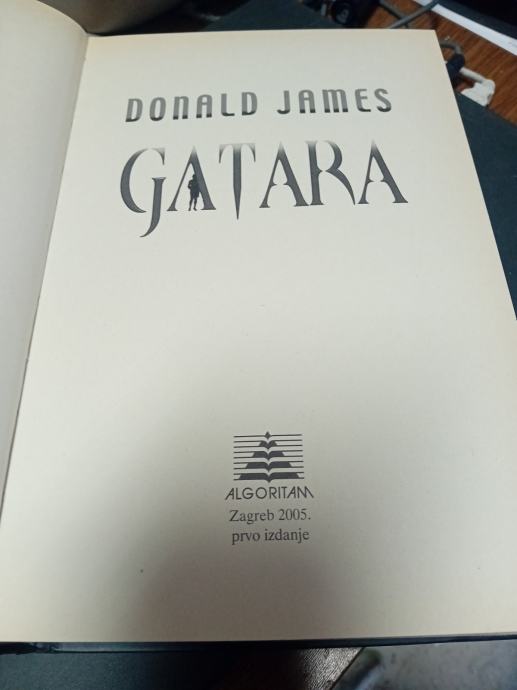 DONALD JAMES
GATARA
ALGORITAM
Zagreb 2005.
prvo izdanje